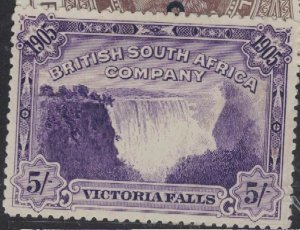 1905 1905
BRITISH SOUTH AFRICA
COMPANY
5/- VICTORIA FALLS 5/-